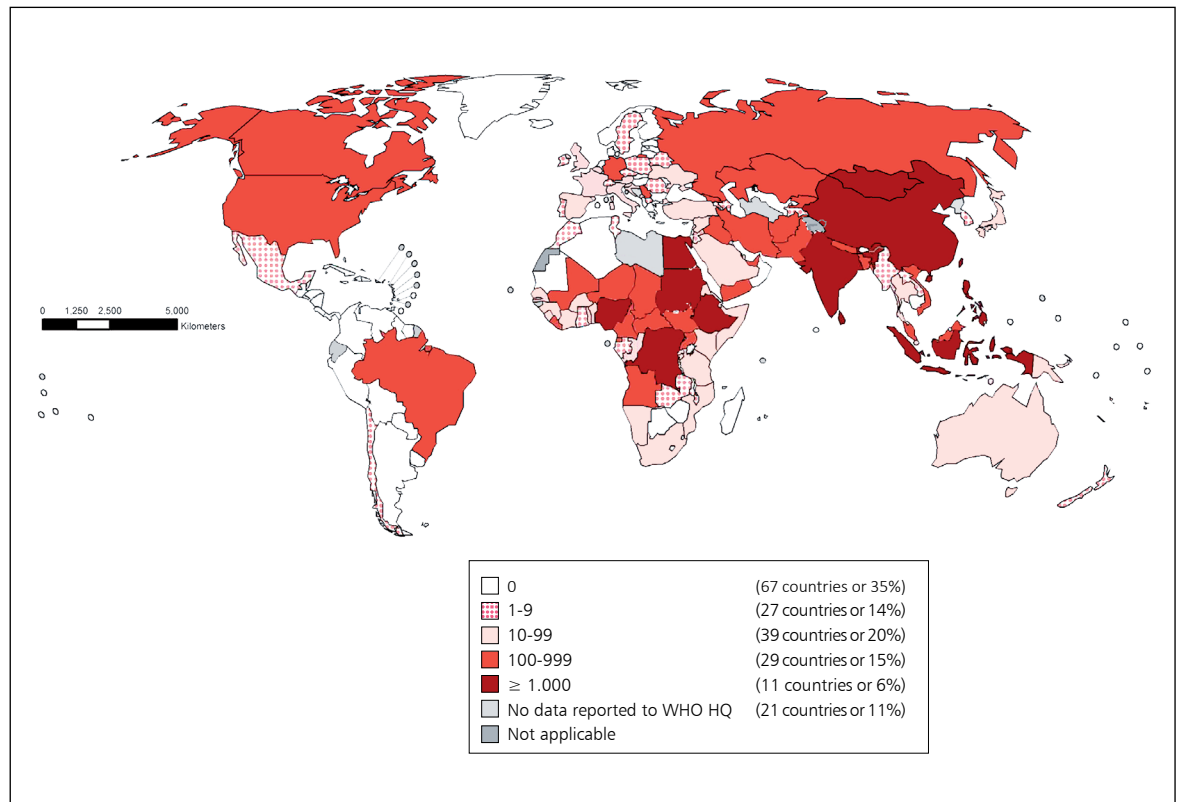 0 1,250 2,500 5,000
Kilometers
0 (67 countries or 35%)
1-9 (27 countries or 14%)
10-99 (39 countries or 20%)
100-999 (29 countries or 15%)
≥ 1.000 (11 countries or 6%)
No data reported to WHO HQ (21 countries or 11%)
Not applicable